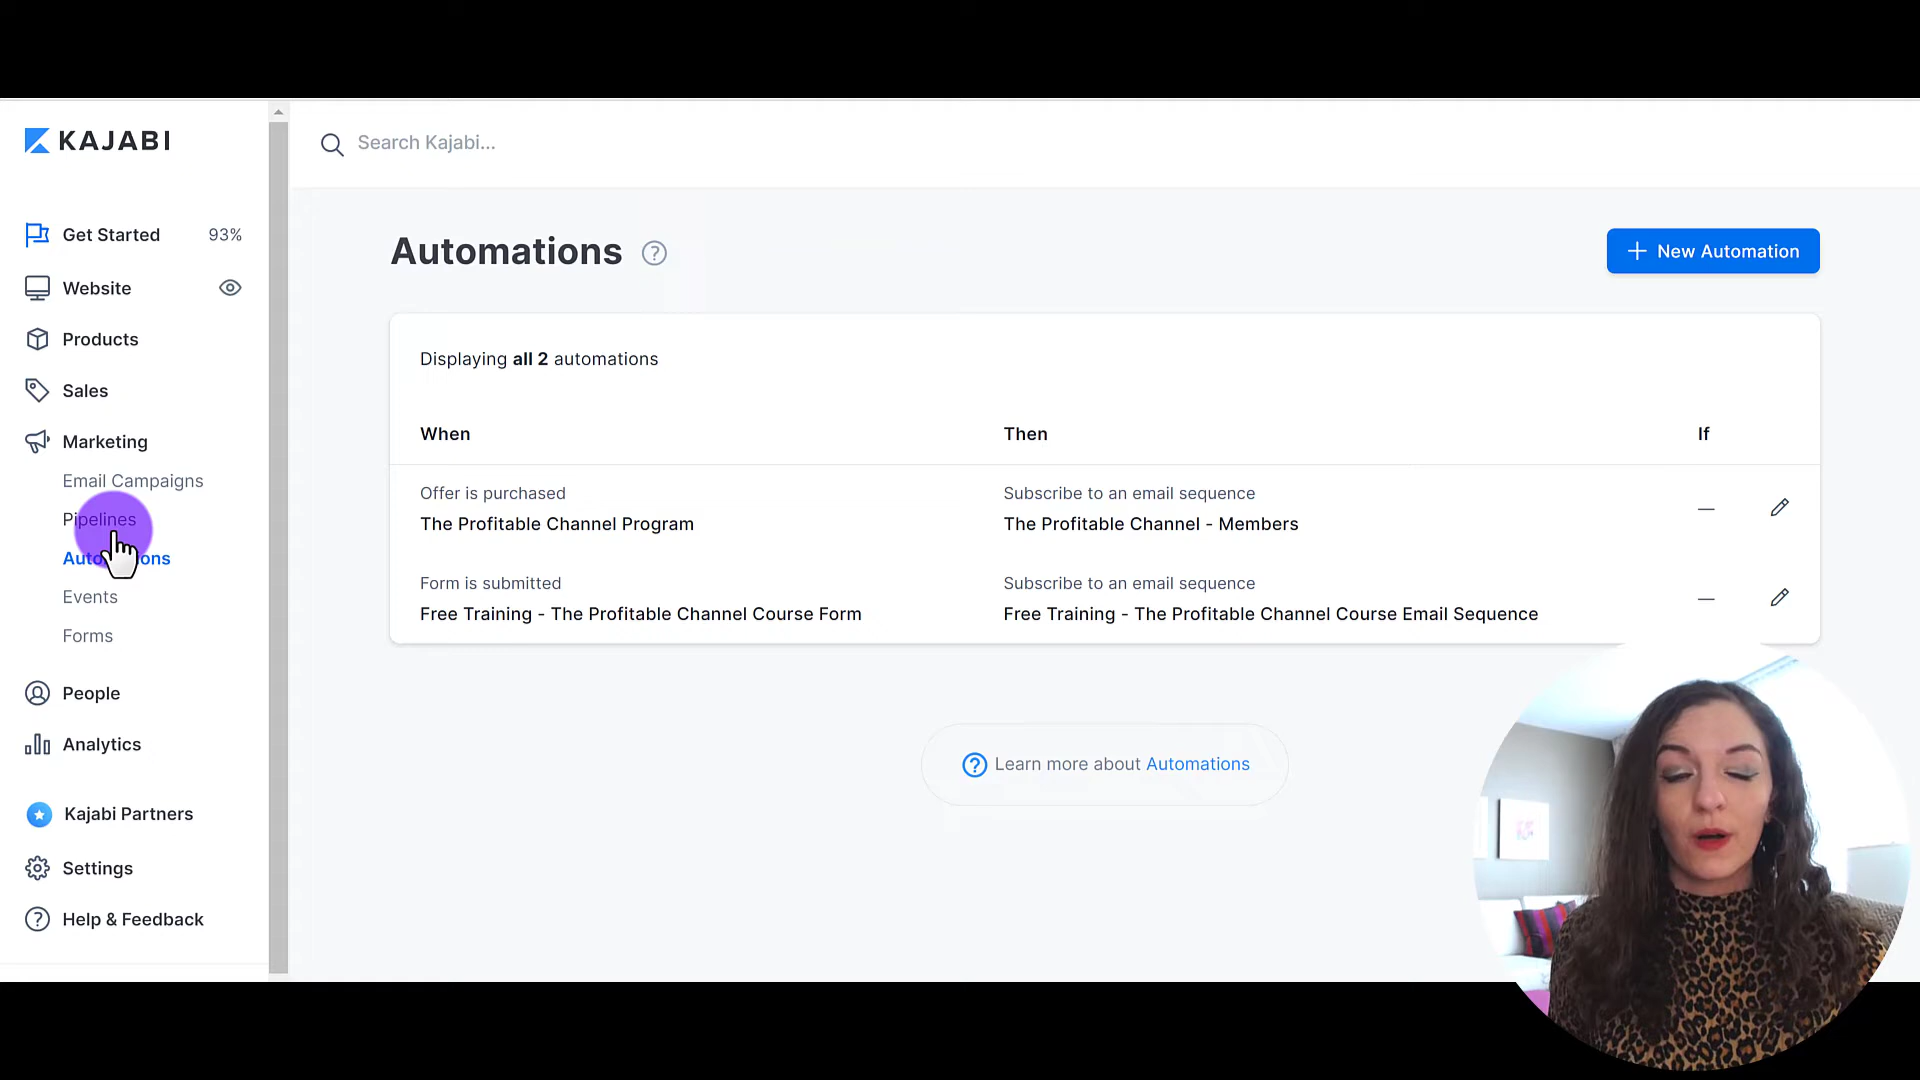 KAJABI
Search Kajabi...
Get Started 93%
Website
Products
Sales
Marketing
Email Campaigns
Pipelines
Automations
Events
Forms
People
Analytics
Kajabi Partners
Settings
Help & Feedback
Automations
+ New Automation
Displaying all 2 automations
When Then If
Offer is purchased Subscribe to an email sequence
The Profitable Channel Program The Profitable Channel - Members —
Form is submitted Subscribe to an email sequence
Free Training - The Profitable Channel Course Form Free Training - The Profitable Channel Course Email Sequence —
Learn more about Automations